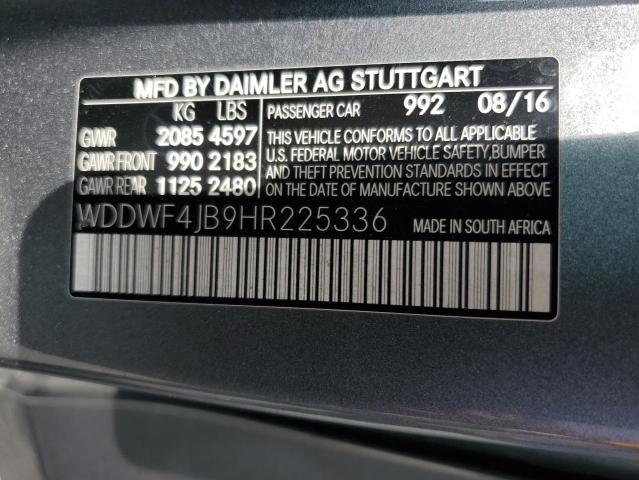 MFD BY DAIMLER AG STUTTGART
KG LBS PASSENGER CAR 992 08/16
GVWR 2085 4597
GAWR FRONT 990 2183
GAWR REAR 1125 2480
THIS VEHICLE CONFORMS TO ALL APPLICABLE
U.S. FEDERAL MOTOR VEHICLE SAFETY,BUMPER
AND THEFT PREVENTION STANDARDS IN EFFECT
ON THE DATE OF MANUFACTURE SHOWN ABOVE
WDDWF4JB9HR225336 MADE IN SOUTH AFRICA